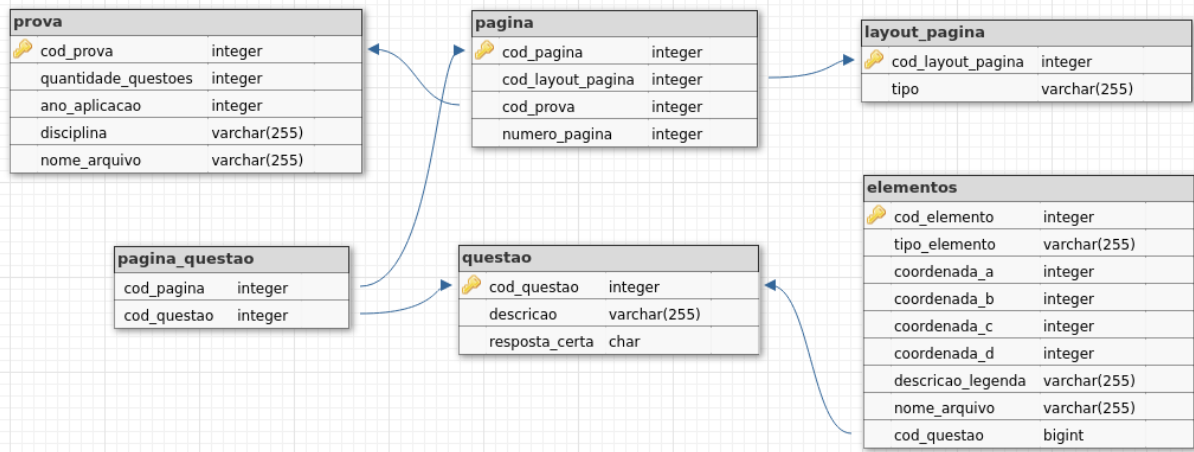 prova
cod_prova integer
quantidade_questoes integer
ano_aplicacao integer
disciplina varchar(255)
nome_arquivo varchar(255)
pagina
cod_pagina integer
cod_layout_pagina integer
cod_prova integer
numero_pagina integer
layout_pagina
cod_layout_pagina integer
tipo varchar(255)
pagina_questao
cod_pagina integer
cod_questao integer
questao
cod_questao integer
descricao varchar(255)
resposta_certa char
elementos
cod_elemento integer
tipo_elemento varchar(255)
coordenada_a integer
coordenada_b integer
coordenada_c integer
coordenada_d integer
descricao_legenda varchar(255)
nome_arquivo varchar(255)
cod_questao bigint